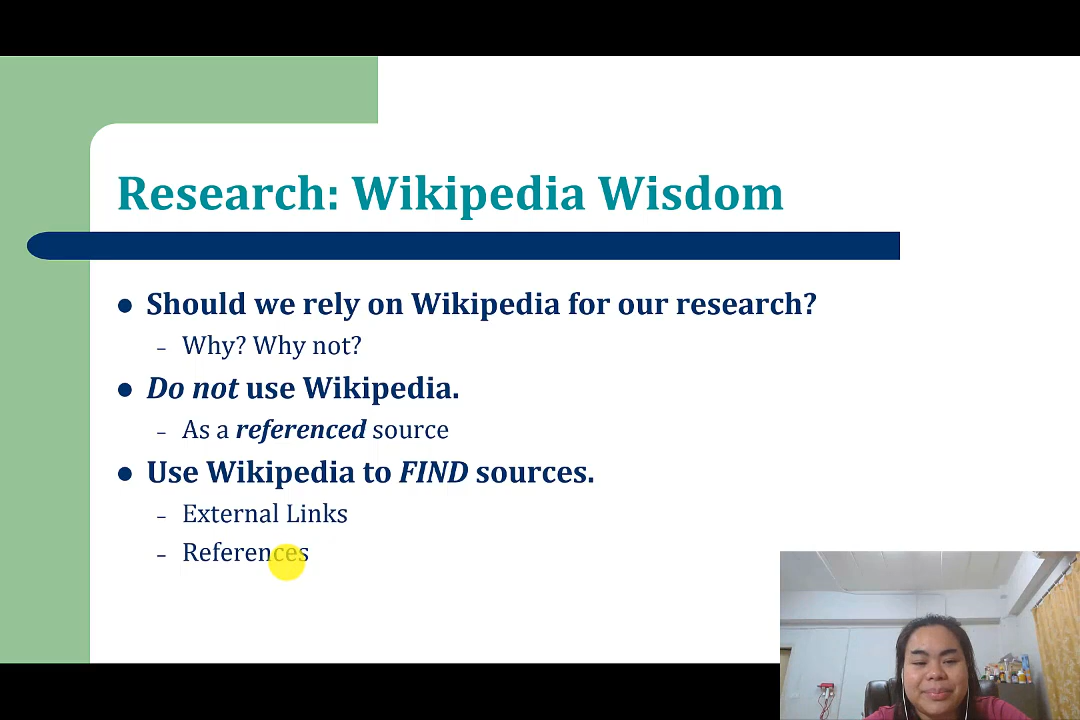 Research: Wikipedia Wisdom
● Should we rely on Wikipedia for our research?
– Why? Why not?
● Do not use Wikipedia.
– As a referenced source
● Use Wikipedia to FIND sources.
– External Links
– References